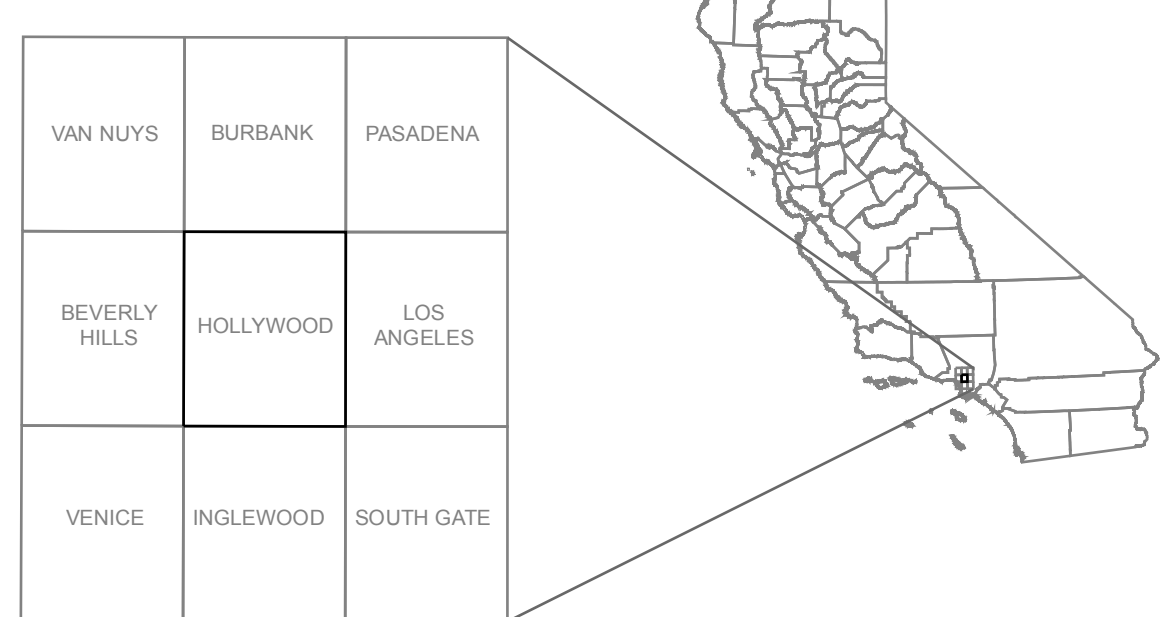 VAN NUYS
BURBANK
PASADENA
BEVERLY
HILLS
HOLLYWOOD
LOS
ANGELES
VENICE
INGLEWOOD
SOUTH GATE